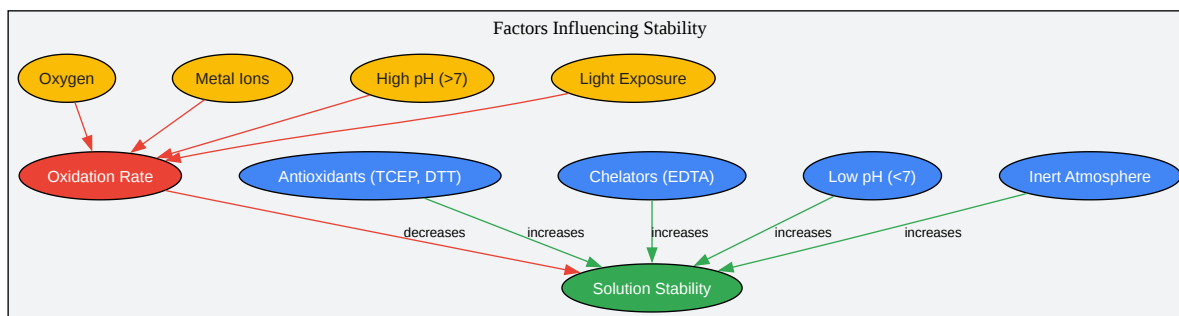 Factors Influencing Stability
Oxygen
Metal Ions
High pH (>7)
Light Exposure
Oxidation Rate
Antioxidants (TCEP, DTT)
Chelators (EDTA)
Low pH (<7)
Inert Atmosphere
decreases
increases
increases
increases
increases
Solution Stability